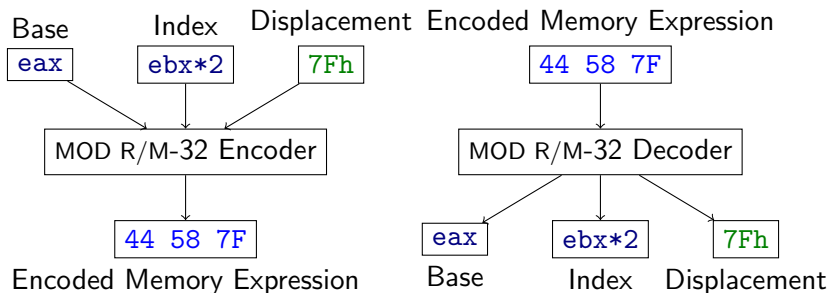 Base Index Displacement
eax ebx*2 7Fh
MOD R/M-32 Encoder
44 58 7F
Encoded Memory Expression
Encoded Memory Expression
44 58 7F
MOD R/M-32 Decoder
eax ebx*2 7Fh
Base Index Displacement